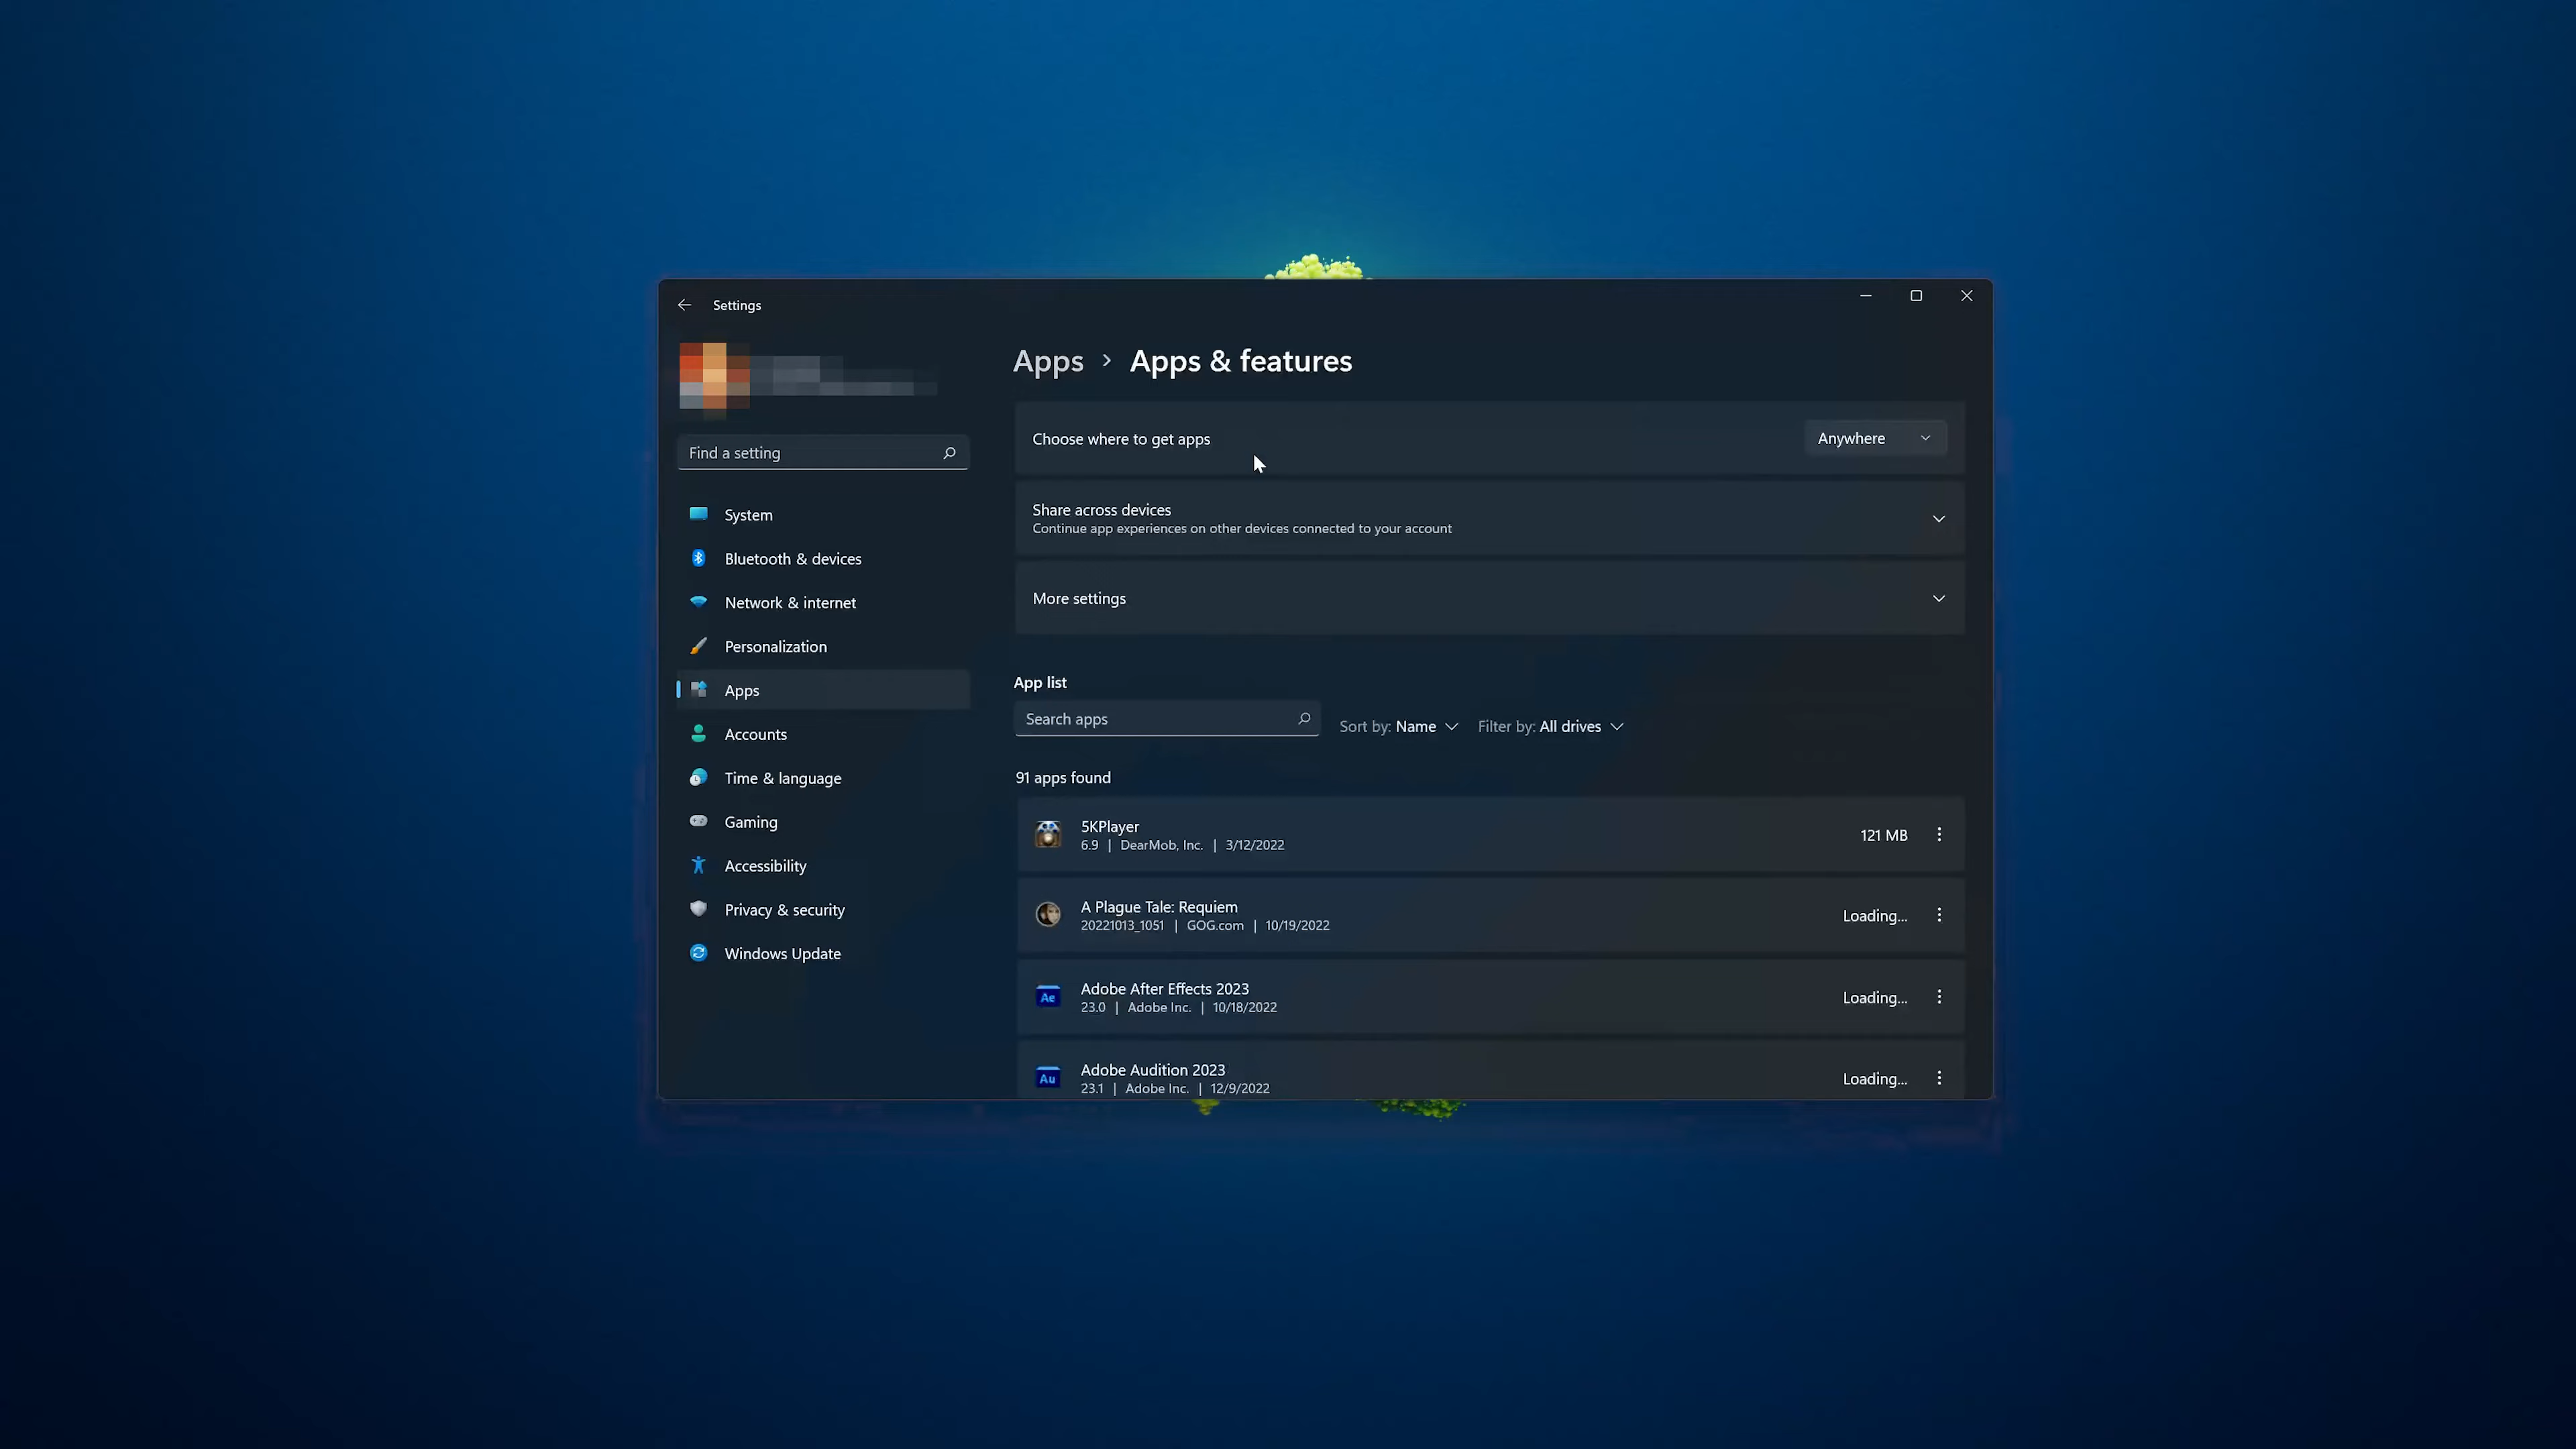 Settings
Apps > Apps & features
Choose where to get apps
Anywhere
Find a setting
Share across devices
Continue app experiences on other devices connected to your account
System
Bluetooth & devices
Network & internet
Personalization
Apps
Accounts
Time & language
Gaming
Accessibility
Privacy & security
Windows Update
More settings
App list
Search apps
Sort by: Name
Filter by: All drives
91 apps found
5KPlayer
6.9 | DearMob, Inc. | 3/12/2022
121 MB
A Plague Tale: Requiem
20221013_1051 | GOG.com | 10/19/2022
Loading...
Ae
Adobe After Effects 2023
23.0 | Adobe Inc. | 10/18/2022
Loading...
Au
Adobe Audition 2023
23.1 | Adobe Inc. | 12/9/2022
Loading...